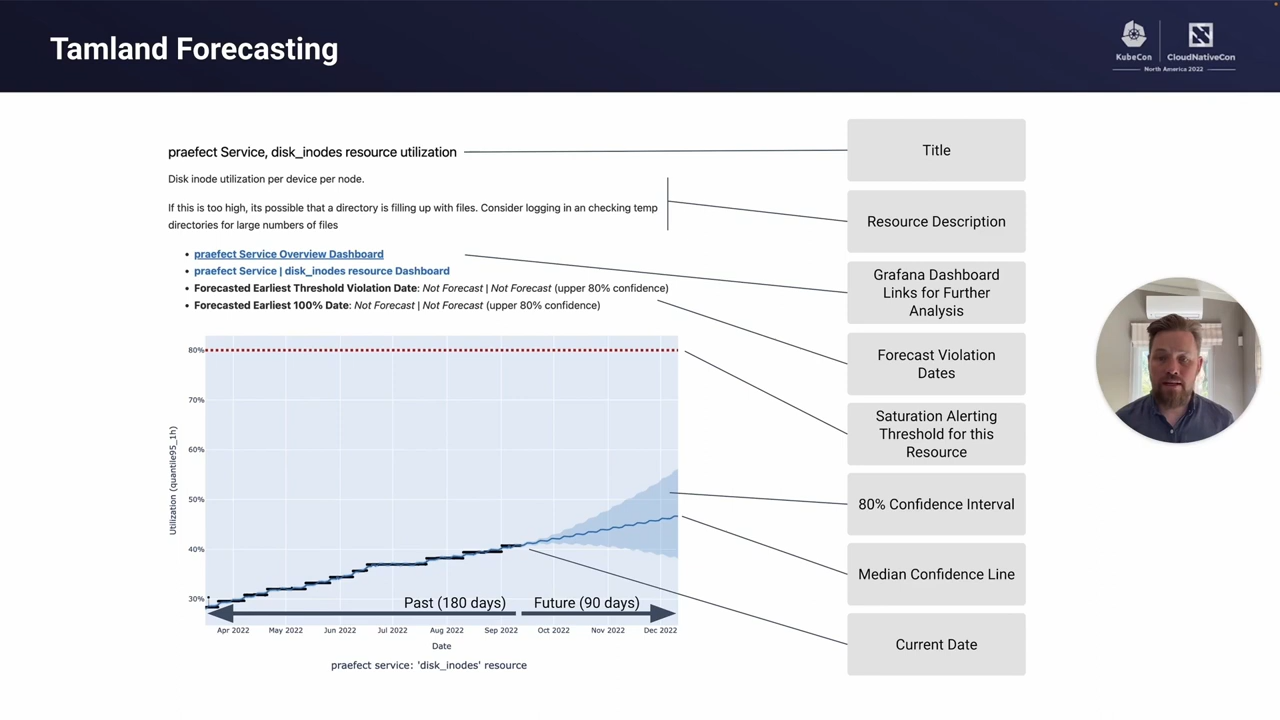 Tamland Forecasting
KubeCon
CloudNativeCon
North America 2022
praefect Service, disk_inodes resource utilization
Disk inode utilization per device per node.
If this is too high, its possible that a directory is filling up with files. Consider logging in an checking temp
directories for large numbers of files
• praefect Service Overview Dashboard
• praefect Service | disk_inodes resource Dashboard
• Forecasted Earliest Threshold Violation Date: Not Forecast | Not Forecast (upper 80% confidence)
• Forecasted Earliest 100% Date: Not Forecast | Not Forecast (upper 80% confidence)
80%
70%
60%
50%
40%
30%
Utilization (quantile95_1h)
Past (180 days)
Future (90 days)
Apr 2022
May 2022
Jun 2022
Jul 2022
Aug 2022
Sep 2022
Oct 2022
Nov 2022
Dec 2022
Date
praefect service: 'disk_inodes' resource
Title
Resource Description
Grafana Dashboard
Links for Further
Analysis
Forecast Violation
Dates
Saturation Alerting
Threshold for this
Resource
80% Confidence Interval
Median Confidence Line
Current Date